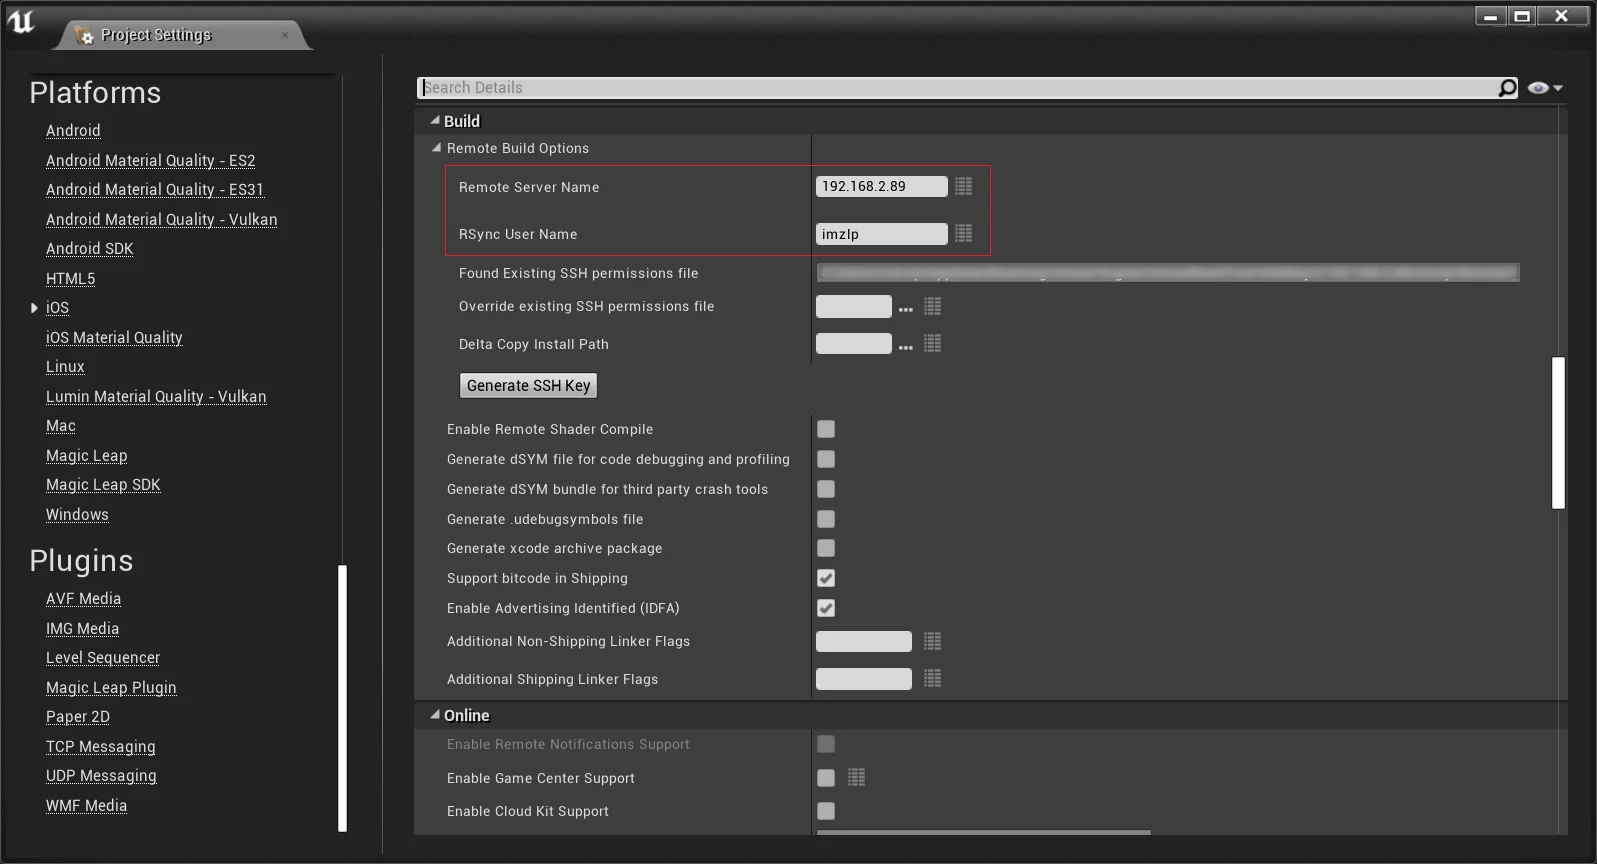 Project Settings
Platforms
Android
Android Material Quality - ES2
Android Material Quality - ES31
Android Material Quality - Vulkan
Android SDK
HTML5
iOS
iOS Material Quality
Linux
Lumin Material Quality - Vulkan
Mac
Magic Leap
Magic Leap SDK
Windows
Plugins
AVF Media
IMG Media
Level Sequencer
Magic Leap Plugin
Paper 2D
TCP Messaging
UDP Messaging
WMF Media
Search Details
Build
Remote Build Options
Remote Server Name 192.168.2.89
RSync User Name imzlp
Found Existing SSH permissions file
Override existing SSH permissions file ...
Delta Copy Install Path ...
Generate SSH Key
Enable Remote Shader Compile
Generate dSYM file for code debugging and profiling
Generate dSYM bundle for third party crash tools
Generate .udebugsymbols file
Generate xcode archive package
Support bitcode in Shipping
Enable Advertising Identified (IDFA)
Additional Non-Shipping Linker Flags
Additional Shipping Linker Flags
Online
Enable Remote Notifications Support
Enable Game Center Support
Enable Cloud Kit Support